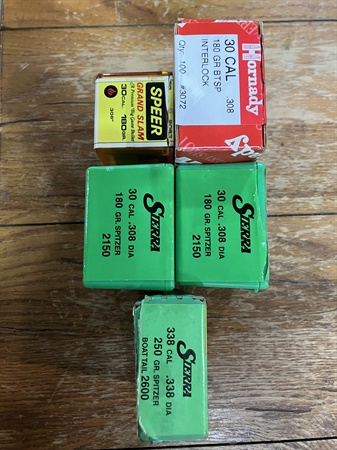 SPEER
GRAND SLAM
30 CAL. 180 GR.
.308"
Hornady
30 CAL .308
180 GR BTSP
INTERLOCK
Qty: 100 #3072
SIERRA
30 CAL .308 DIA
180 GR. SPITZER
2150
SIERRA
30 CAL .308 DIA
180 GR. SPITZER
2150
SIERRA
338 CAL .338 DIA
250 GR. SPITZER
BOATTAIL 2600